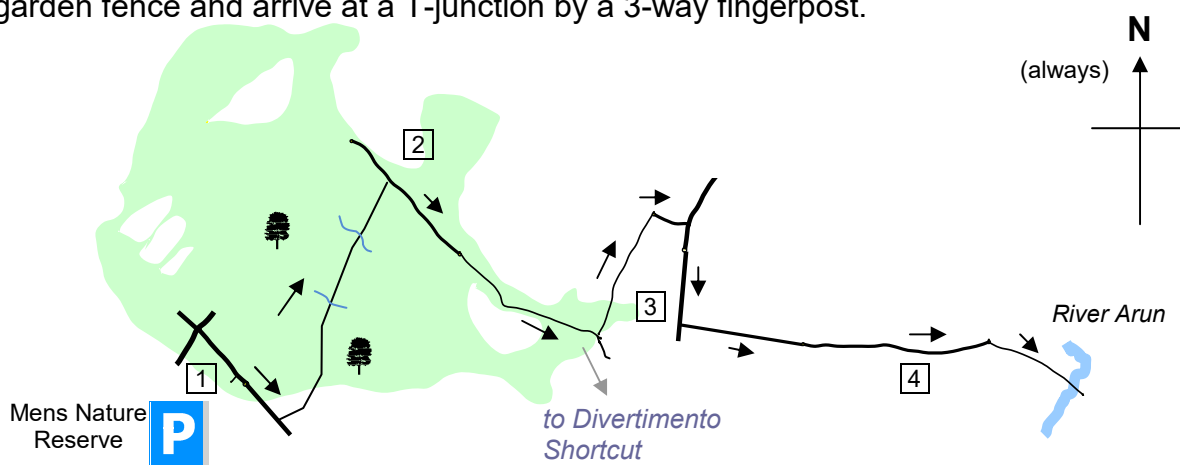 garden fence and arrive at a T-junction by a 3-way fingerpost.
N
(always)
2
3
River Arun
1
4
Mens Nature
Reserve
P
to Divertimento
Shortcut